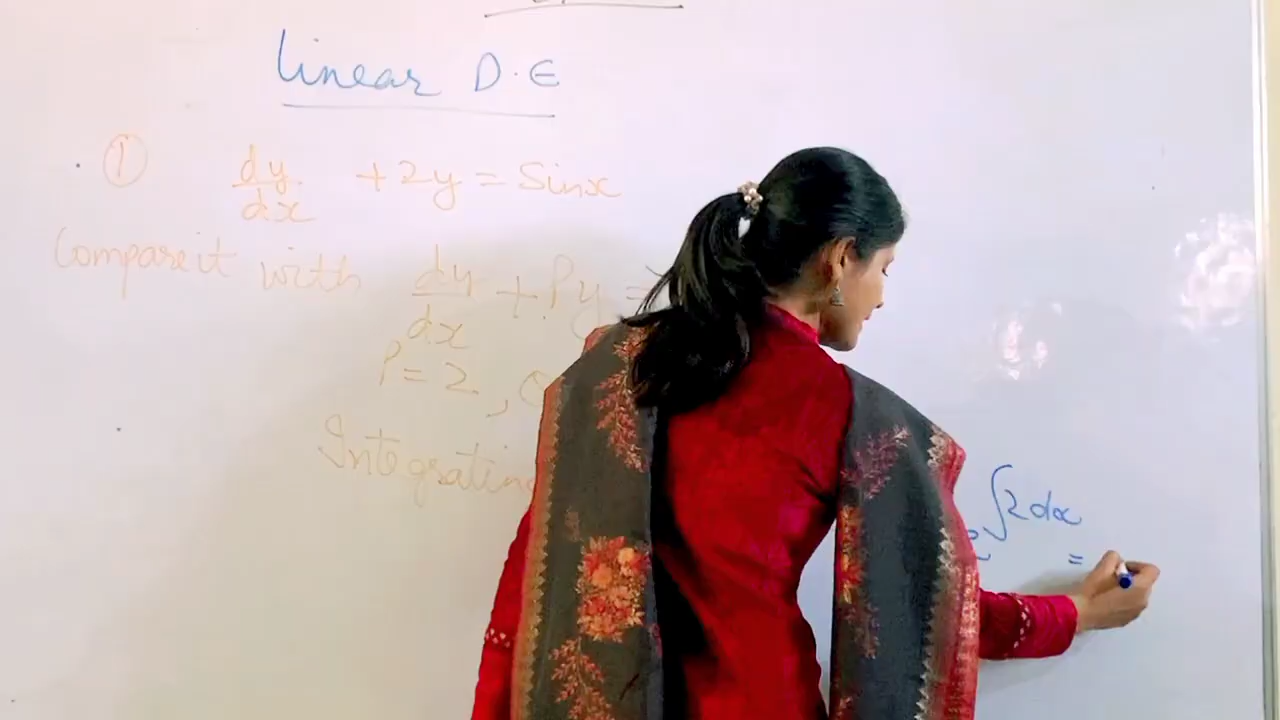 Linear D.E
① dy/dx + 2y = Sinx
Compare it with dy/dx + Py =
P = 2 ,
Integrating
e^∫2dx =